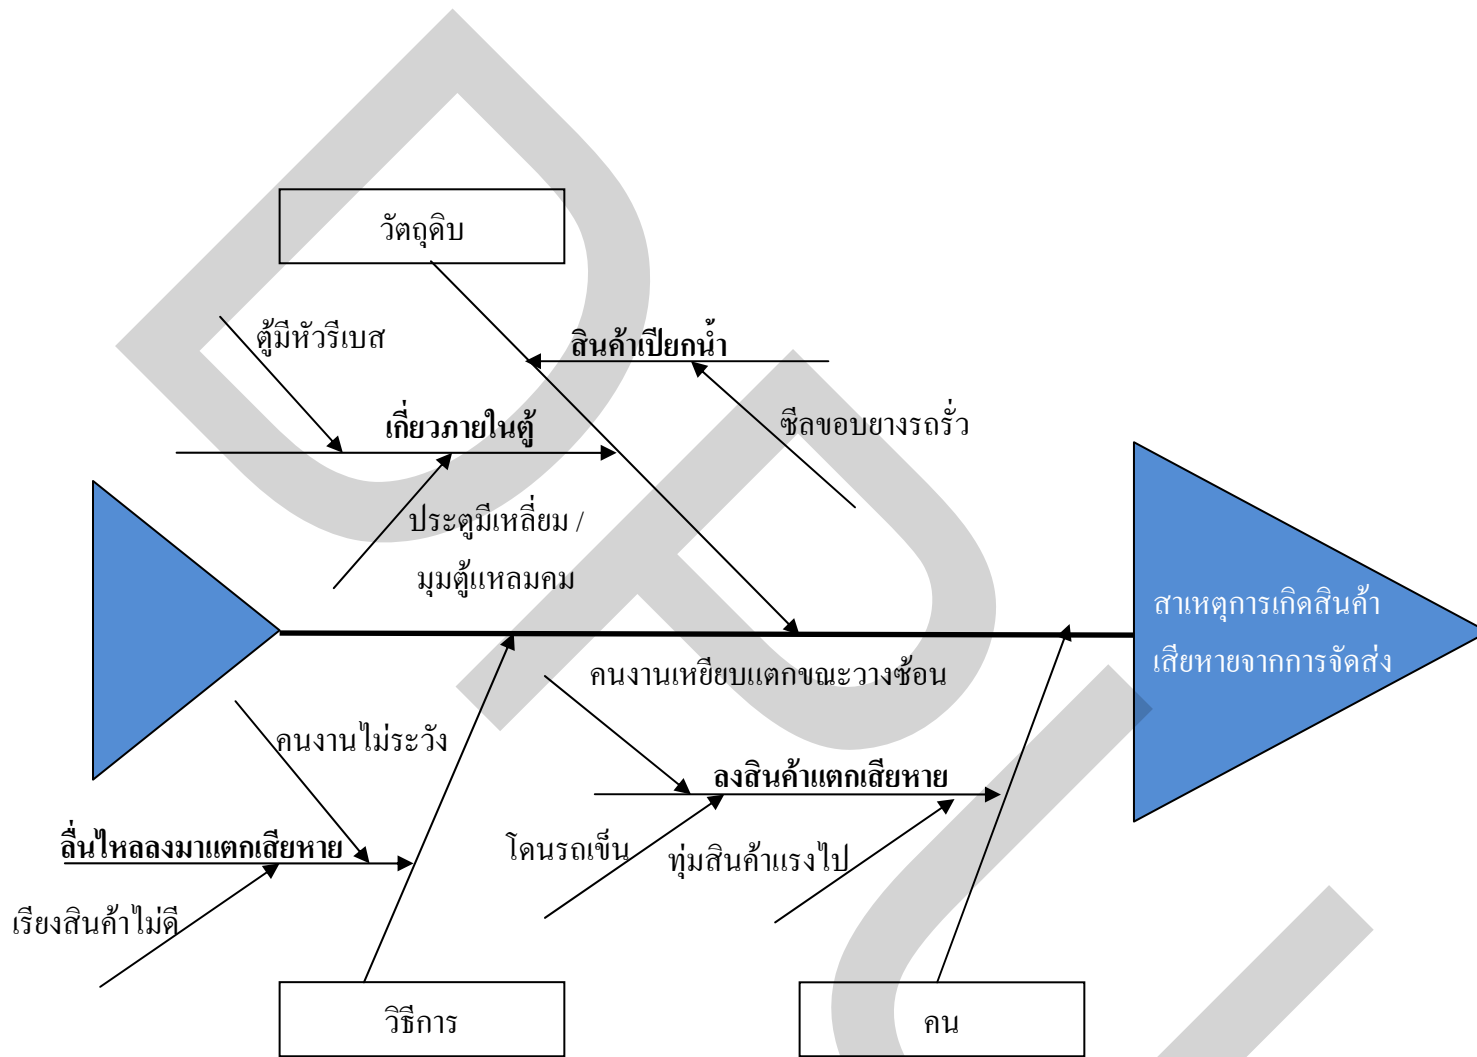 วัตถุดิบ
ตู้มีหัวรีเบส
สินค้าเปียกน้ำ
เกี่ยวภายในตู้
ซีลขอบยางรถรั่ว
ประตูมีเหลี่ยม /
มุมตู้แหลมคม
สาเหตุการเกิดสินค้า
เสียหายจากการจัดส่ง
คนงานเหยียบแตกขณะวางซ้อน
คนงานไม่ระวัง
ลงสินค้าแตกเสียหาย
ลื่นไหลลงมาแตกเสียหาย
โดนรถเข็น
ทุ่มสินค้าแรงไป
เรียงสินค้าไม่ดี
วิธีการ
คน